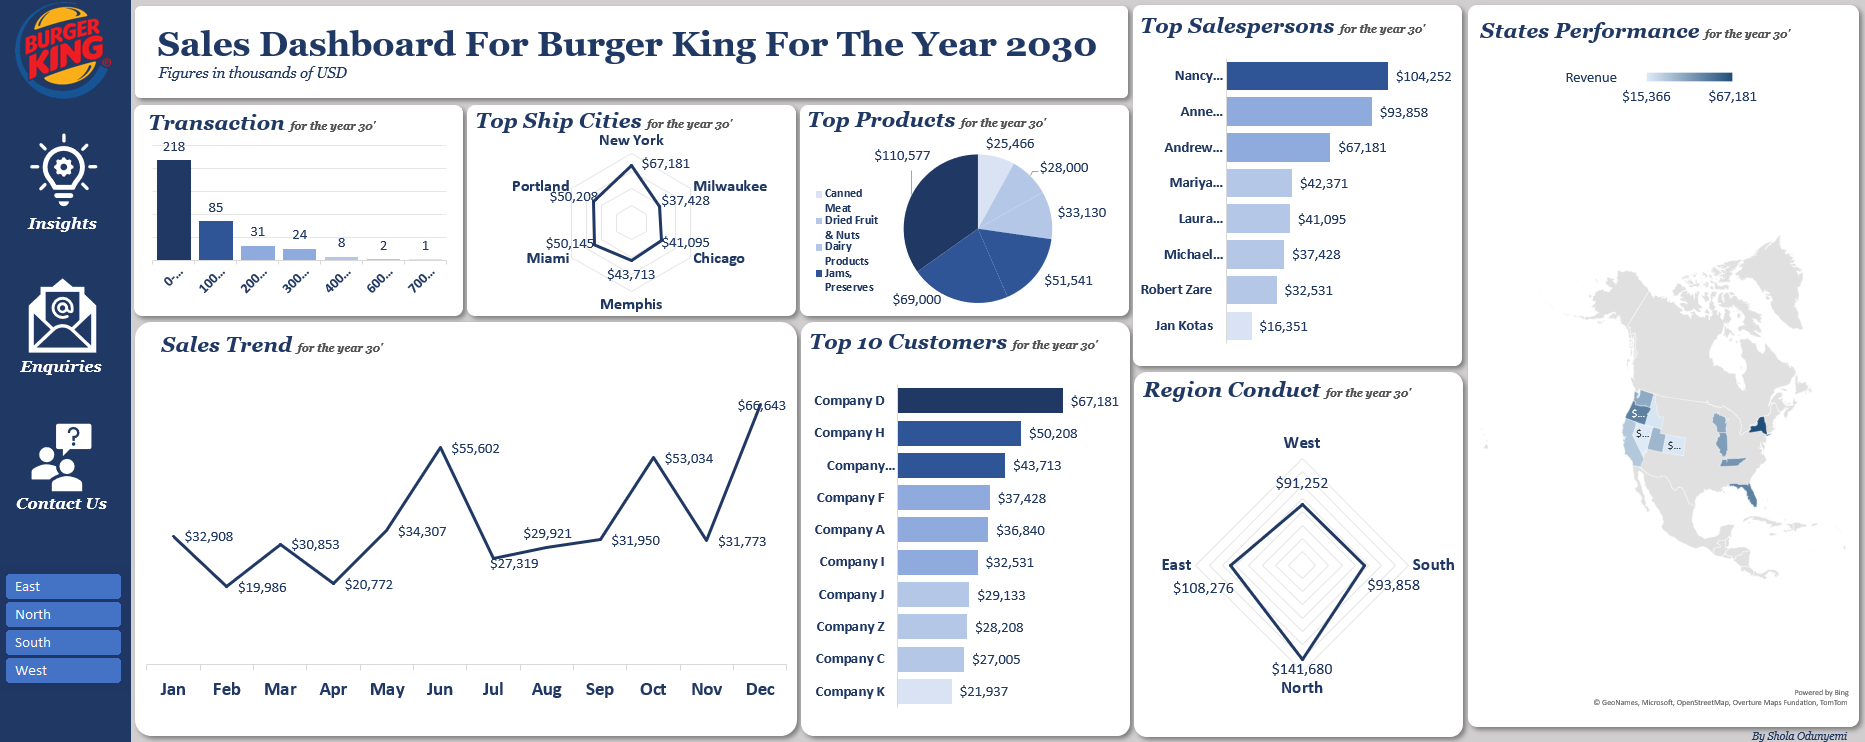 BURGER
KING
®
Insights
Enquiries
Contact Us
East
North
South
West
Sales Dashboard For Burger King For The Year 2030
Figures in thousands of USD
Transaction for the year 30'
218
85
31
24
8
2
1
0-...
100...
200...
300...
400...
600...
700...
Top Ship Cities for the year 30'
New York
$67,181
Milwaukee
$37,428
$41,095
Chicago
$43,713
Memphis
$50,145
Miami
Portland
$50,208
Top Products for the year 30'
$110,577
$25,466
$28,000
$33,130
$51,541
$69,000
Canned
Meat
Dried Fruit
& Nuts
Dairy
Products
Jams,
Preserves
Sales Trend for the year 30'
$32,908
$19,986
$30,853
$20,772
$34,307
$55,602
$27,319
$29,921
$31,950
$53,034
$31,773
$66,643
Jan Feb Mar Apr May Jun Jul Aug Sep Oct Nov Dec
Top 10 Customers for the year 30'
Company D $67,181
Company H $50,208
Company... $43,713
Company F $37,428
Company A $36,840
Company I $32,531
Company J $29,133
Company Z $28,208
Company C $27,005
Company K $21,937
Top Salespersons for the year 30'
Nancy... $104,252
Anne... $93,858
Andrew... $67,181
Mariya... $42,371
Laura... $41,095
Michael... $37,428
Robert Zare $32,531
Jan Kotas $16,351
Region Conduct for the year 30'
West
$91,252
East
$108,276
South
$93,858
$141,680
North
States Performance for the year 30'
Revenue
$15,366 $67,181
$...
$...
$...
Powered by Bing
© GeoNames, Microsoft, OpenStreetMap, Overture Maps Fundation, TomTom
By Shola Odunyemi